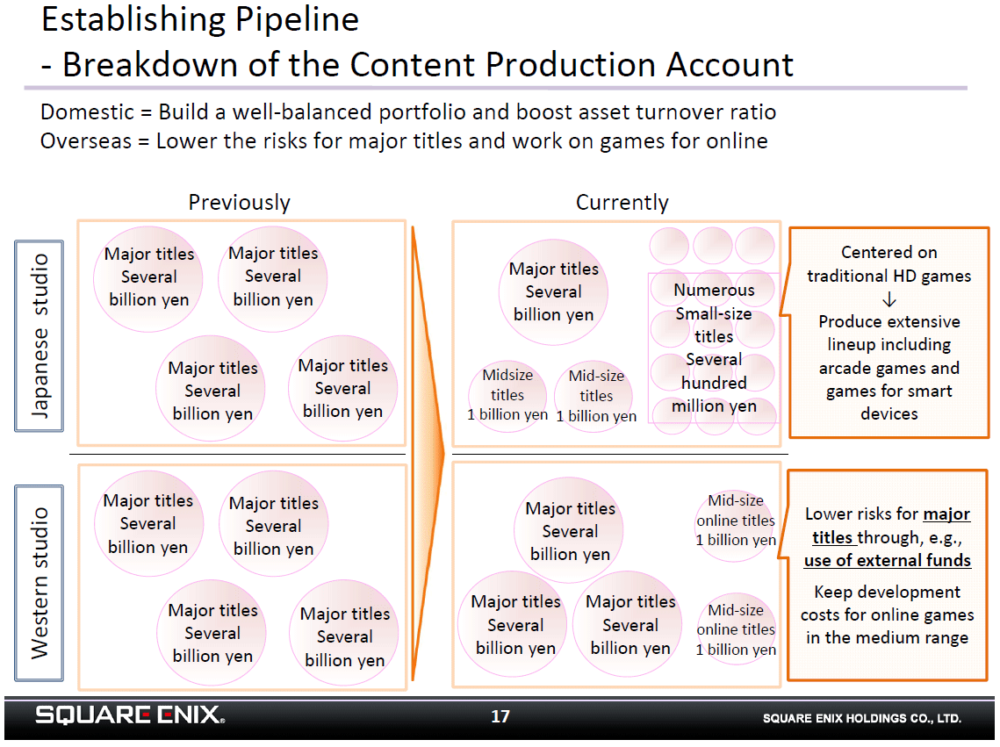 Establishing Pipeline
- Breakdown of the Content Production Account
Domestic = Build a well-balanced portfolio and boost asset turnover ratio
Overseas = Lower the risks for major titles and work on games for online
Previously
Currently
Japanese studio
Major titles
Several
billion yen
Major titles
Several
billion yen
Major titles
Several
billion yen
Major titles
Several
billion yen
Major titles
Several
billion yen
Midsize
titles
1 billion yen
Mid-size
titles
1 billion yen
Numerous
Small-size
titles
Several
hundred
million yen
Centered on
traditional HD games
↓
Produce extensive
lineup including
arcade games and
games for smart
devices
Western studio
Major titles
Several
billion yen
Major titles
Several
billion yen
Major titles
Several
billion yen
Major titles
Several
billion yen
Major titles
Several
billion yen
Major titles
Several
billion yen
Major titles
Several
billion yen
Mid-size
online titles
1 billion yen
Mid-size
online titles
1 billion yen
Lower risks for major
titles through, e.g.,
use of external funds
Keep development
costs for online games
in the medium range
SQUARE ENIX®
17
SQUARE ENIX HOLDINGS CO., LTD.